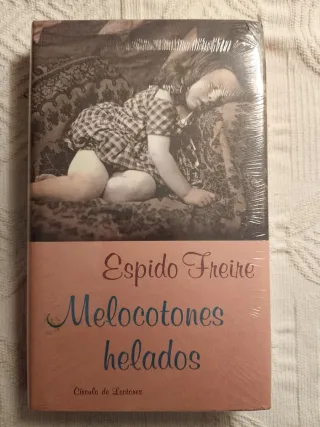 Espido Freire
Melocotones
helados
Círculo de Lectores